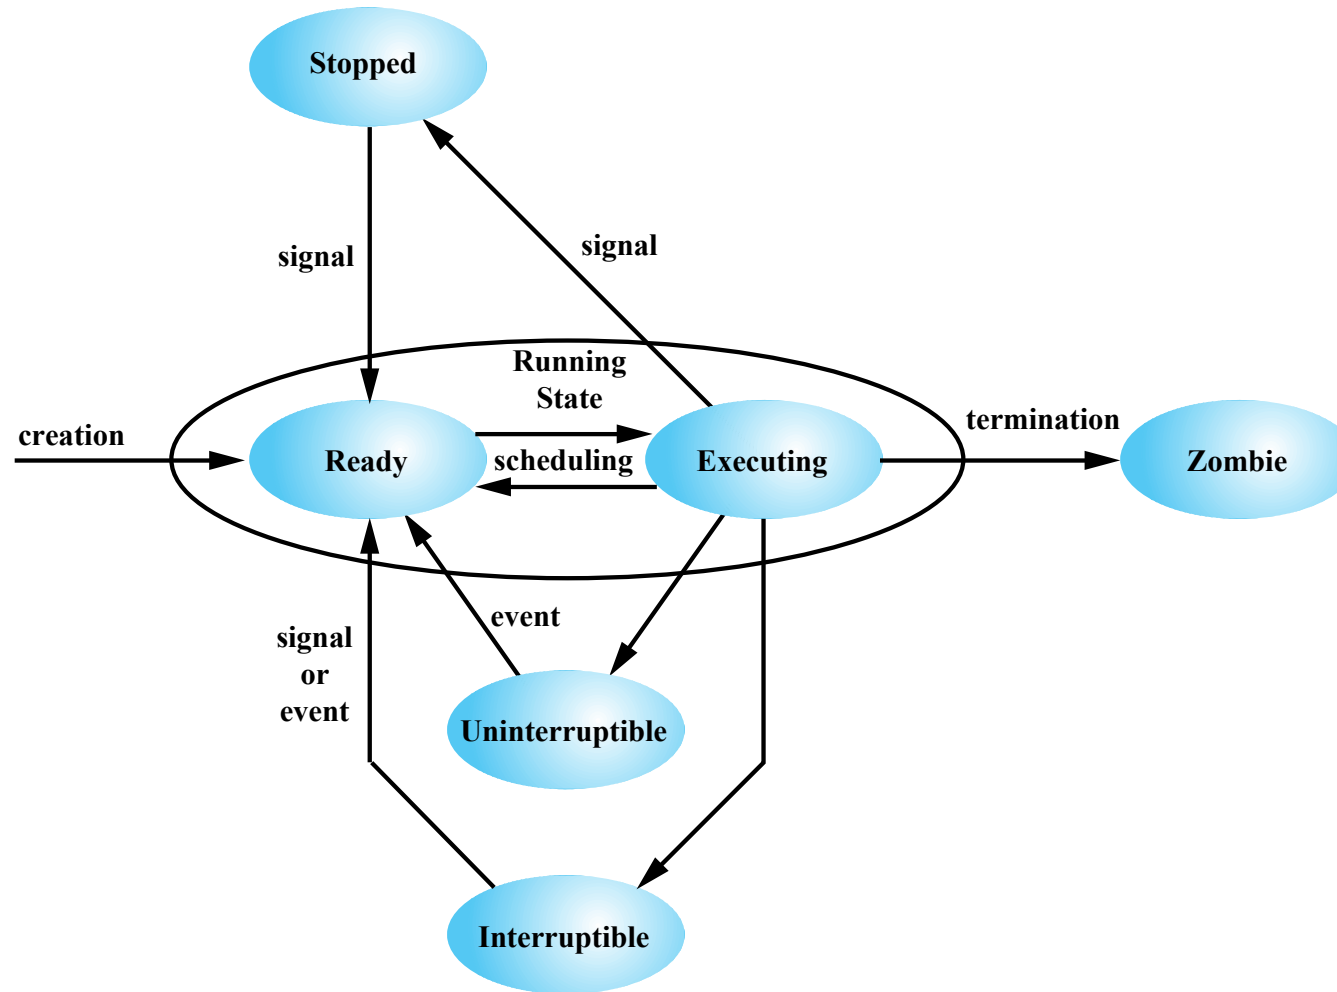 Stopped
signal
signal
Running
State
creation
termination
Ready
scheduling
Executing
Zombie
event
signal
or
event
Uninterruptible
Interruptible